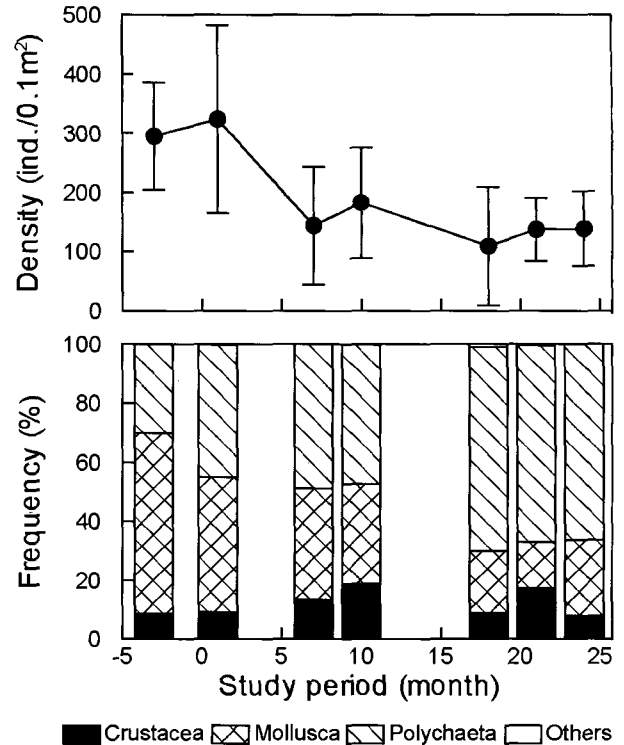 500
400
300
200
100
0
Density (ind./0.1m²)
100
80
60
40
20
0
Frequency (%)
-5 0 5 10 15 20 25
Study period (month)
Crustacea Mollusca Polychaeta Others